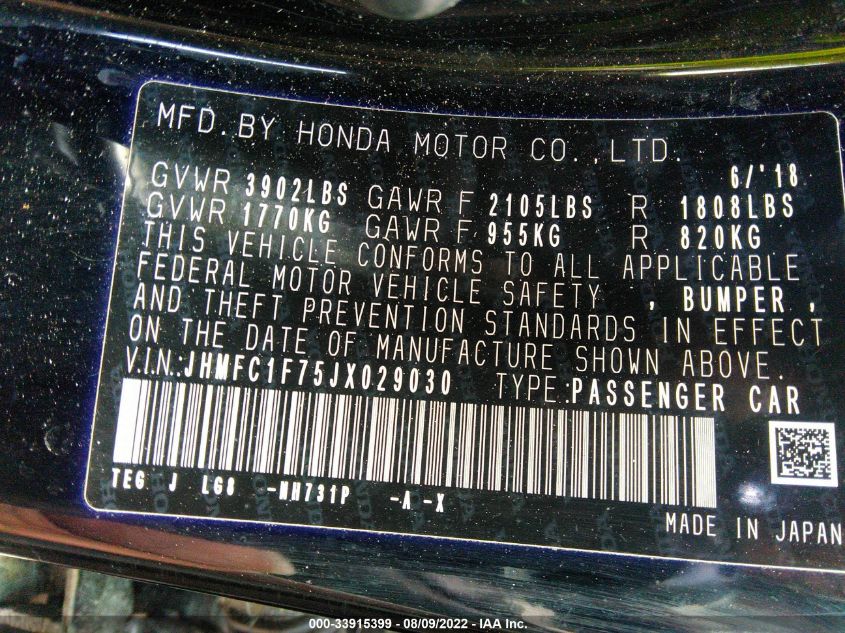 MFD. BY HONDA MOTOR CO.,LTD.
6/'18
GVWR 3902LBS GAWR F 2105LBS R 1808LBS
GVWR 1770KG GAWR F 955KG R 820KG
THIS VEHICLE CONFORMS TO ALL APPLICABLE
FEDERAL MOTOR VEHICLE SAFETY , BUMPER ,
AND THEFT PREVENTION STANDARDS IN EFFECT
ON THE DATE OF MANUFACTURE SHOWN ABOVE.
V.I.N.:JHMFC1F75JX029030 TYPE:PASSENGER CAR
TEG J LG8 -NH731P -A -X
MADE IN JAPAN
000-33915399 - 08/09/2022 - IAA Inc.